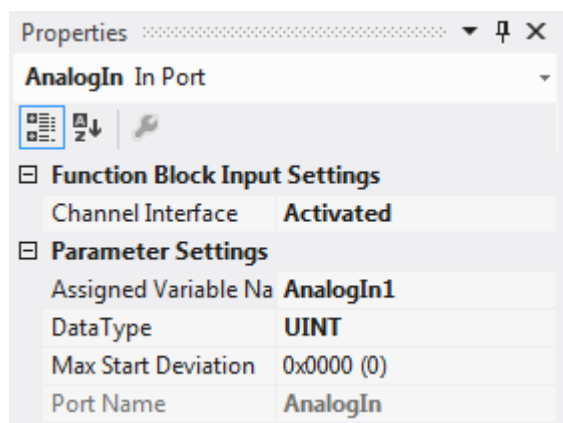 Properties
AnalogIn In Port
Function Block Input Settings
Channel Interface Activated
Parameter Settings
Assigned Variable Na AnalogIn1
DataType UINT
Max Start Deviation 0x0000 (0)
Port Name AnalogIn